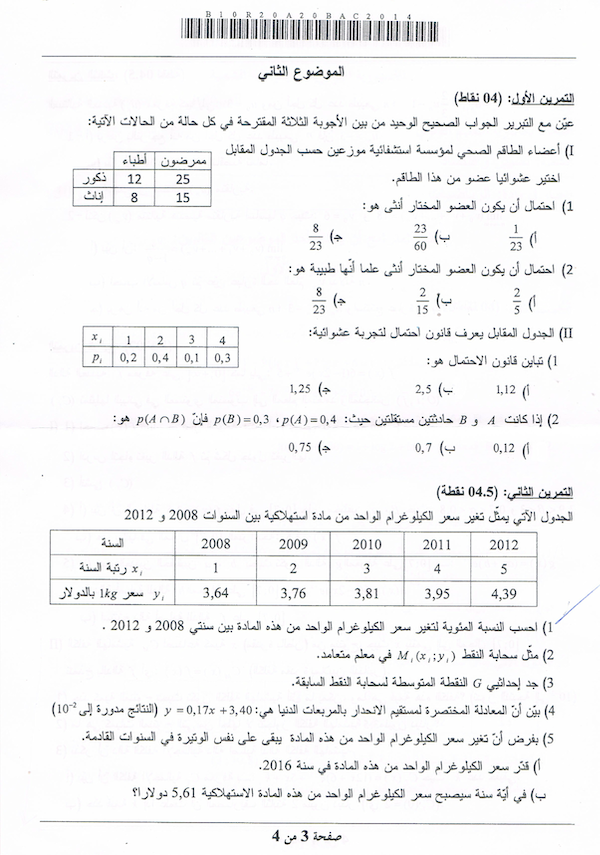 B10R20A20BAC2014
الموضوع الثاني
التمرين الأول: (04 نقاط)
عيّن مع التبرير الجواب الصحيح الوحيد من بين الأجوبة الثلاثة المقترحة في كل حالة من الحالات الآتية:
I) أعضاء الطاقم الصحي لمؤسسة استشفائية موزعين حسب الجدول المقابل
اختير عشوائيا عضو من هذا الطاقم.
أطباء ممرضون
ذكور 12 25
إناث 8 15
1) احتمال أن يكون العضو المختار أنثى هو:
أ) 1/23 ب) 23/60 ج) 8/23
2) احتمال أن يكون العضو المختار أنثى علما أنّها طبيبة هو:
أ) 2/5 ب) 2/15 ج) 8/23
II) الجدول المقابل يعرف قانون احتمال لتجربة عشوائية:
x_i 1 2 3 4
p_i 0,2 0,4 0,1 0,3
1) تباين قانون الاحتمال هو:
أ) 1,12 ب) 2,5 ج) 1,25
2) إذا كانت A و B حادثتين مستقلتين حيث: p(A)=0,4 ، p(B)=0,3 فإنّ p(A∩B) هو:
أ) 0,12 ب) 0,7 ج) 0,75
التمرين الثاني: (04.5 نقطة)
الجدول الآتي يمثّل تغير سعر الكيلوغرام الواحد من مادة استهلاكية بين السنوات 2008 و 2012
السنة 2008 2009 2010 2011 2012
رتبة السنة x_i 1 2 3 4 5
y_i سعر 1kg بالدولار 3,64 3,76 3,81 3,95 4,39
1) احسب النسبة المئوية لتغير سعر الكيلوغرام الواحد من هذه المادة بين سنتي 2008 و 2012 .
2) مثّل سحابة النقط M_i(x_i;y_i) في معلم متعامد.
3) جد إحداثيي G النقطة المتوسطة لسحابة النقط السابقة.
4) بيّن أنّ المعادلة المختصرة لمستقيم الانحدار بالمربعات الدنيا هي: y = 0,17x + 3,40 (النتائج مدورة إلى 10⁻²)
5) بفرض أنّ تغير سعر الكيلوغرام الواحد من هذه المادة يبقى على نفس الوتيرة في السنوات القادمة.
أ) قدّر سعر الكيلوغرام الواحد من هذه المادة في سنة 2016.
ب) في أيّة سنة سيصبح سعر الكيلوغرام الواحد من هذه المادة الاستهلاكية 5,61 دولارا؟
صفحة 3 من 4